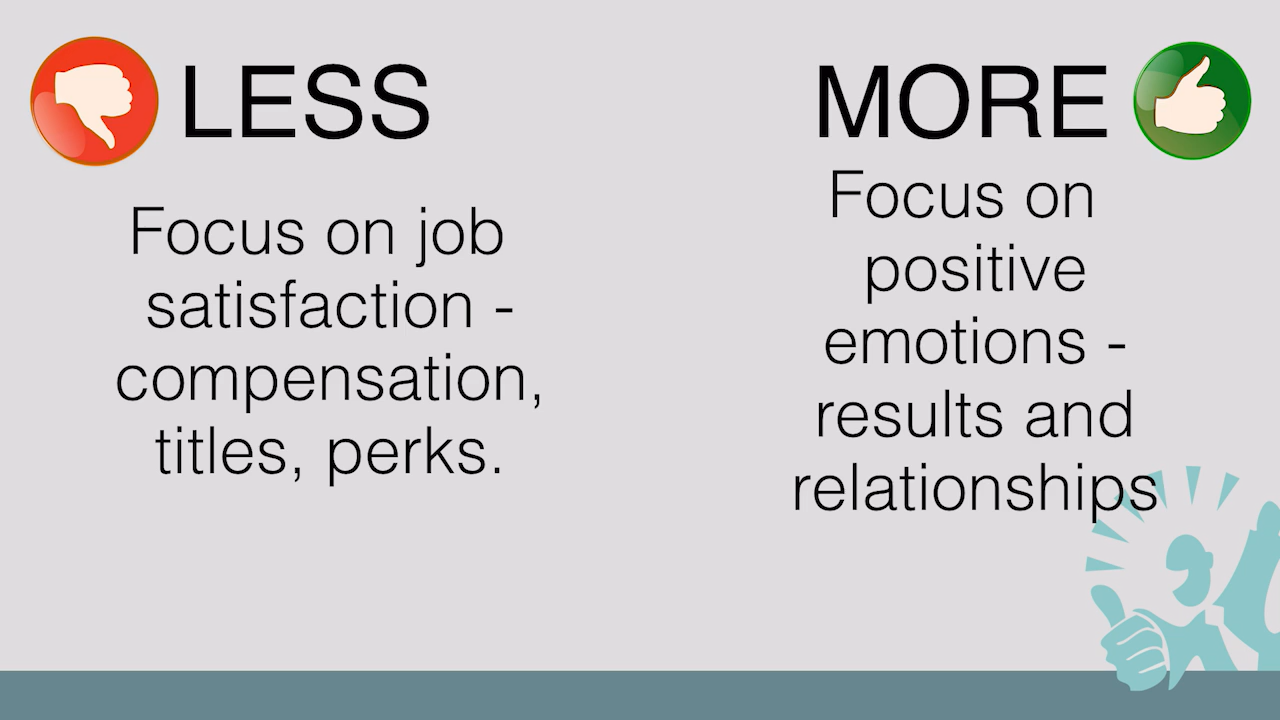 LESS
Focus on job
satisfaction -
compensation,
titles, perks.
MORE
Focus on
positive
emotions -
results and
relationships